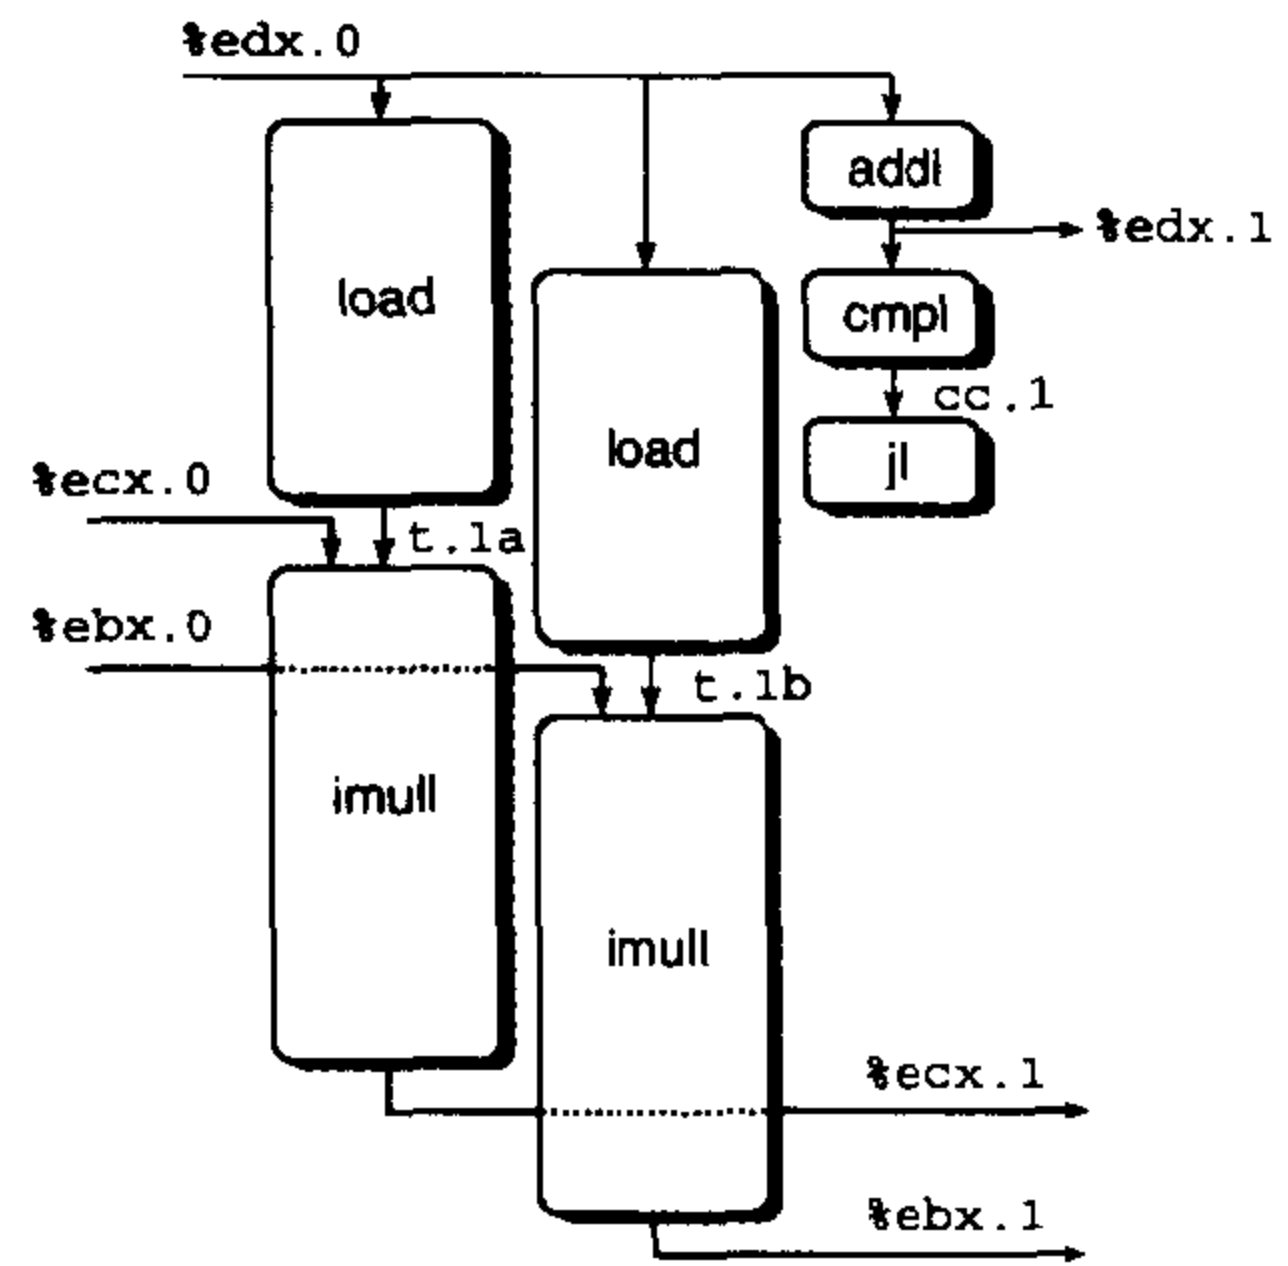 %edx.0
addl
%edx.1
load
cmpl
cc.1
load
jl
%ecx.0
t.1a
%ebx.0
t.1b
imull
imull
%ecx.1
%ebx.1